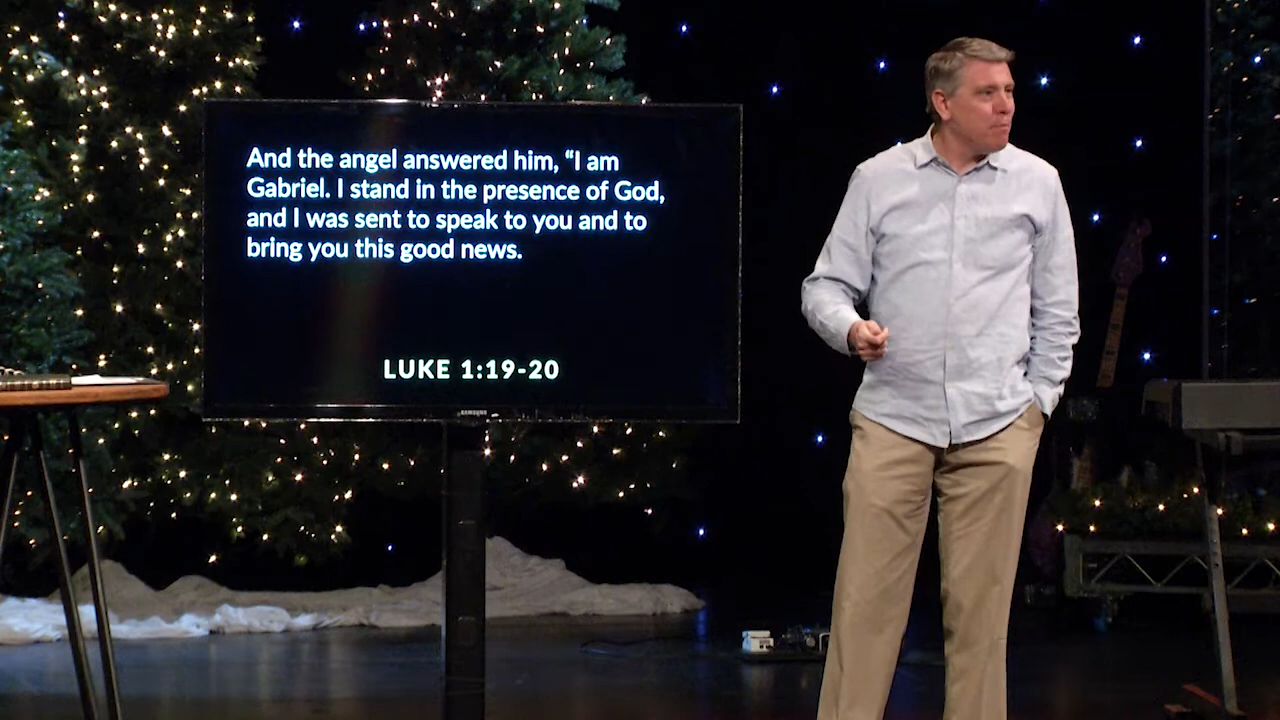 And the angel answered him, “I am
Gabriel. I stand in the presence of God,
and I was sent to speak to you and to
bring you this good news.
LUKE 1:19-20
SAMSUNG